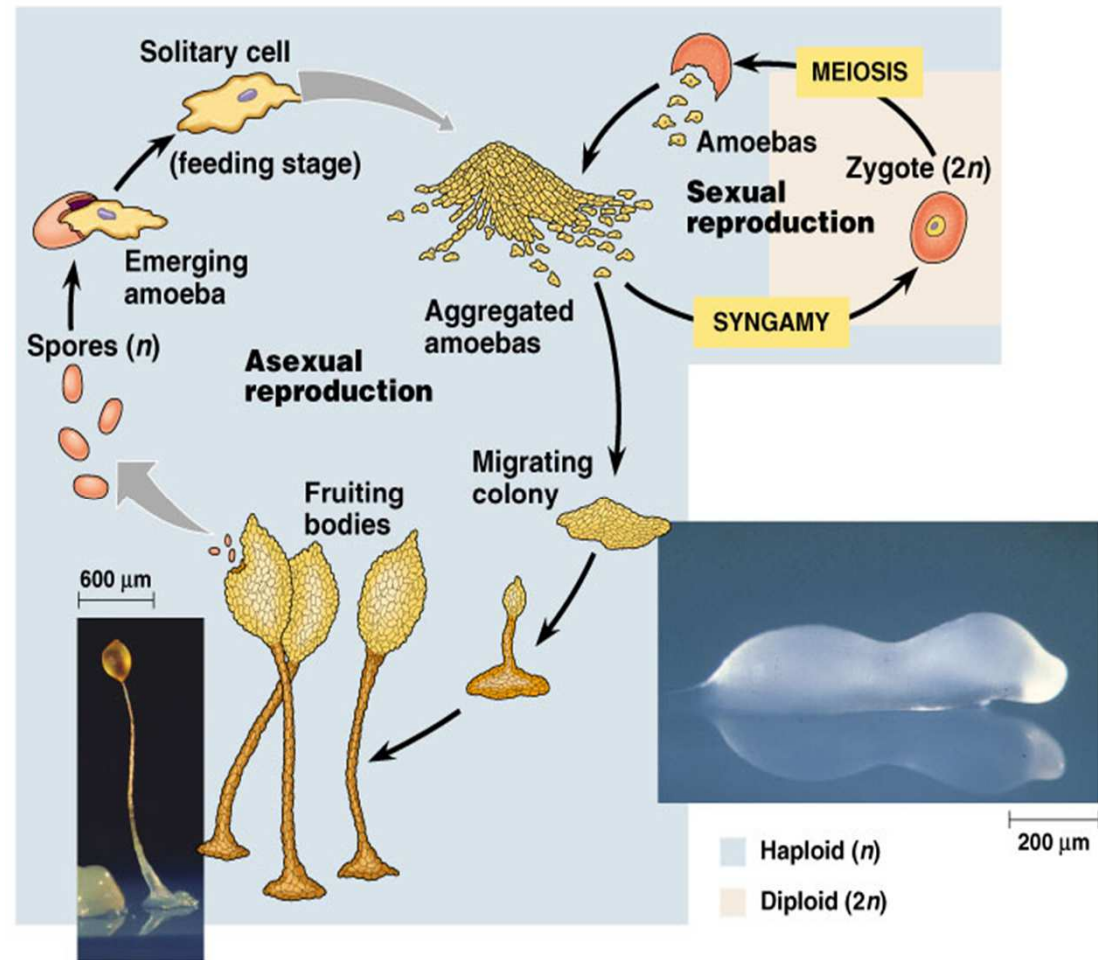 Solitary cell
(feeding stage)
Emerging
amoeba
Spores (n)
Asexual
reproduction
Fruiting
bodies
600 µm
MEIOSIS
Amoebas
Zygote (2n)
Sexual
reproduction
Aggregated
amoebas
SYNGAMY
Migrating
colony
200 µm
Haploid (n)
Diploid (2n)